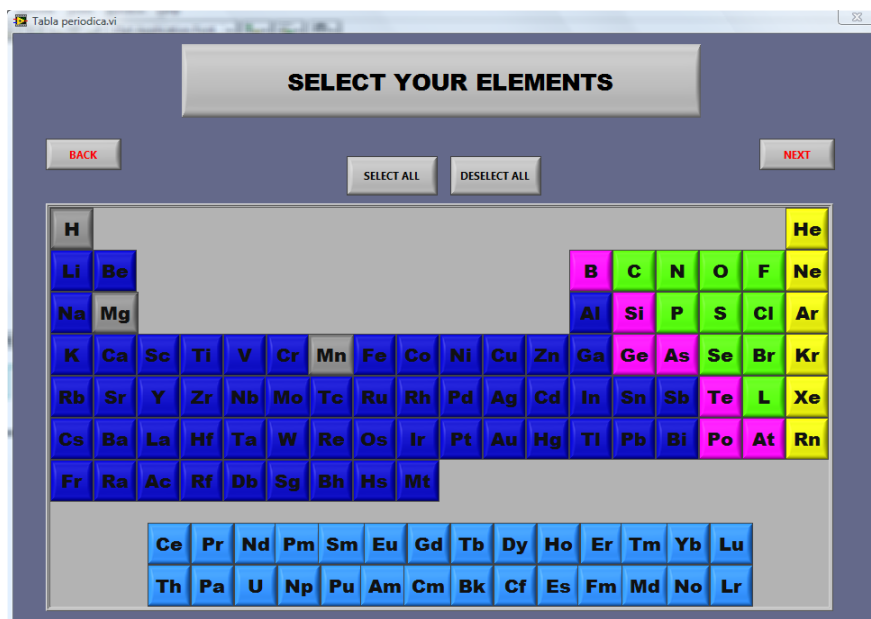 Tabla periodica.vi
SELECT YOUR ELEMENTS
BACK
NEXT
SELECT ALL
DESELECT ALL
H He
Li Be B C N O F Ne
Na Mg Al Si P S Cl Ar
K Ca Sc Ti V Cr Mn Fe Co Ni Cu Zn Ga Ge As Se Br Kr
Rb Sr Y Zr Nb Mo Tc Ru Rh Pd Ag Cd In Sn Sb Te L Xe
Cs Ba La Hf Ta W Re Os Ir Pt Au Hg Tl Pb Bi Po At Rn
Fr Ra Ac Rf Db Sg Bh Hs Mt
Ce Pr Nd Pm Sm Eu Gd Tb Dy Ho Er Tm Yb Lu
Th Pa U Np Pu Am Cm Bk Cf Es Fm Md No Lr